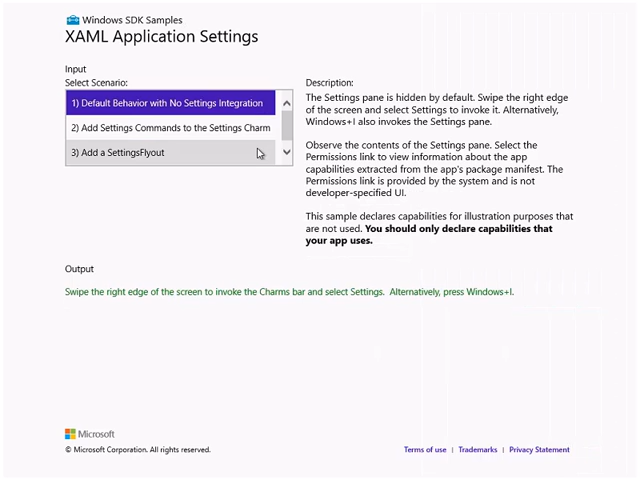 Windows SDK Samples
XAML Application Settings
Input
Select Scenario:
1) Default Behavior with No Settings Integration
2) Add Settings Commands to the Settings Charm
3) Add a SettingsFlyout
Description:
The Settings pane is hidden by default. Swipe the right edge
of the screen and select Settings to invoke it. Alternatively,
Windows+I also invokes the Settings pane.
Observe the contents of the Settings pane. Select the
Permissions link to view information about the app
capabilities extracted from the app's package manifest. The
Permissions link is provided by the system and is not
developer-specified UI.
This sample declares capabilities for illustration purposes that
are not used. You should only declare capabilities that
your app uses.
Output
Swipe the right edge of the screen to invoke the Charms bar and select Settings. Alternatively, press Windows+I.
Microsoft
© Microsoft Corporation. All rights reserved.
Terms of use | Trademarks | Privacy Statement